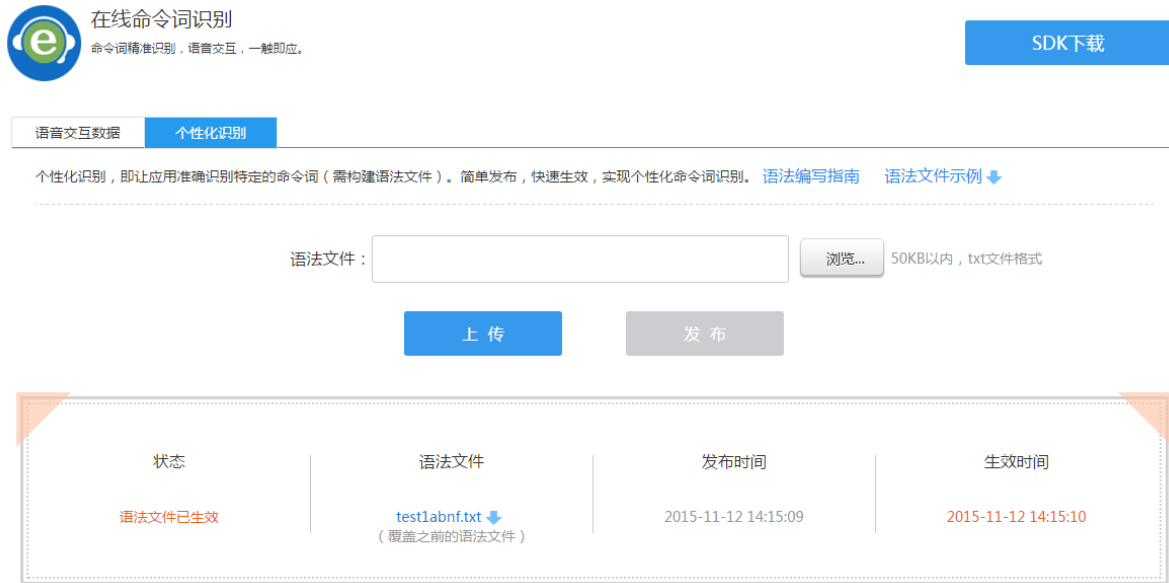 在线命令词识别
命令词精准识别，语音交互，一触即应。
SDK下载
语音交互数据
个性化识别
个性化识别，即让应用准确识别特定的命令词（需构建语法文件）。简单发布，快速生效，实现个性化命令词识别。 语法编写指南 语法文件示例
语法文件：
浏览... 50KB以内，txt文件格式
上 传
发 布
状态 语法文件 发布时间 生效时间
语法文件已生效 test1abnf.txt 2015-11-12 14:15:09 2015-11-12 14:15:10
（覆盖之前的语法文件）